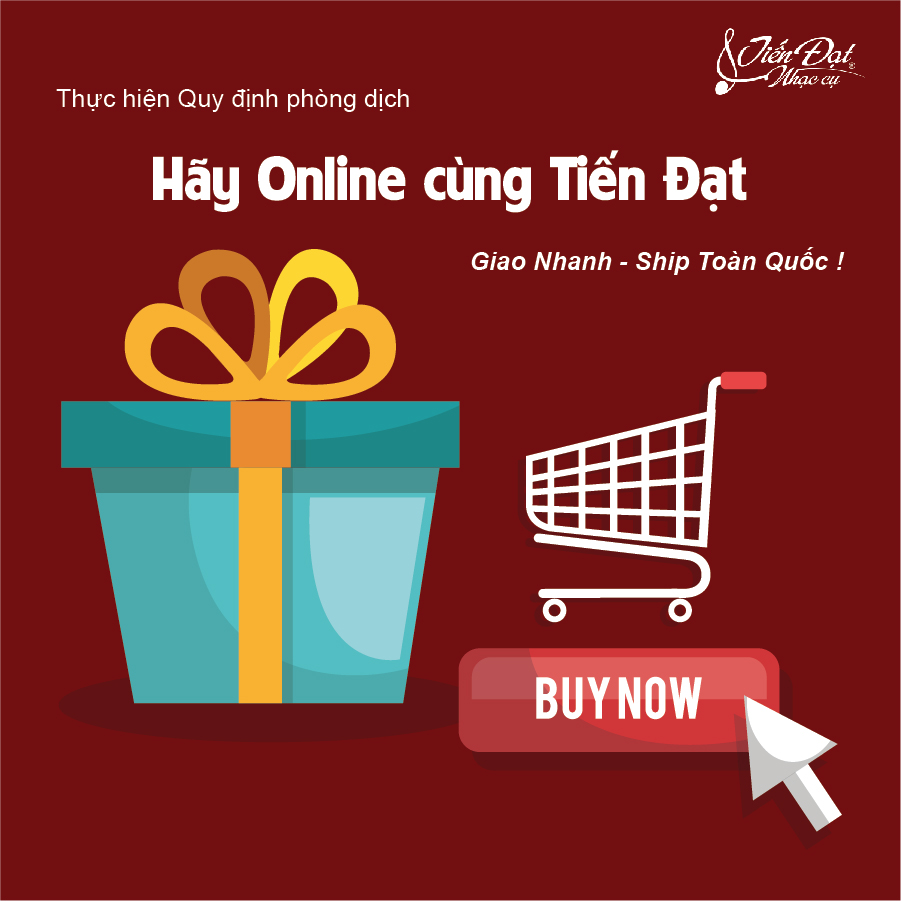 Tiến Đạt®
Nhạc cụ
Thực hiện Quy định phòng dịch
Hãy Online cùng Tiến Đạt
Giao Nhanh - Ship Toàn Quốc !
BUY NOW